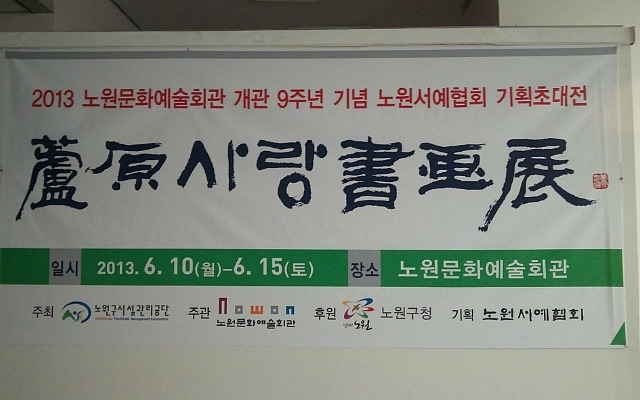 2013 노원문화예술회관 개관 9주년 기념 노원서예협회 기획초대전
蘆原사랑書画展
일시 2013. 6. 10(월)-6. 15(토) 장소 노원문화예술회관
주최 노원구시설관리공단 주관 nowon 노원문화예술회관 후원 노원 노원구청 기획 노원서예협회